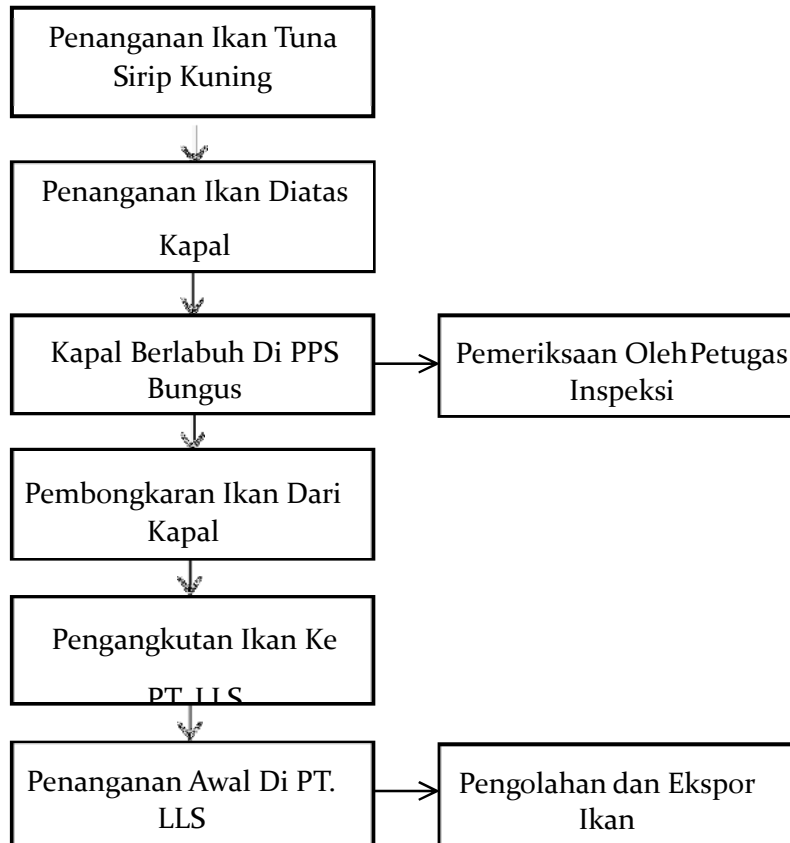 Penanganan Ikan Tuna
Sirip Kuning
Penanganan Ikan Diatas
Kapal
Kapal Berlabuh Di PPS
Bungus
Pemeriksaan Oleh Petugas
Inspeksi
Pembongkaran Ikan Dari
Kapal
Pengangkutan Ikan Ke
PT. LLS
Penanganan Awal Di PT.
LLS
Pengolahan dan Ekspor
Ikan